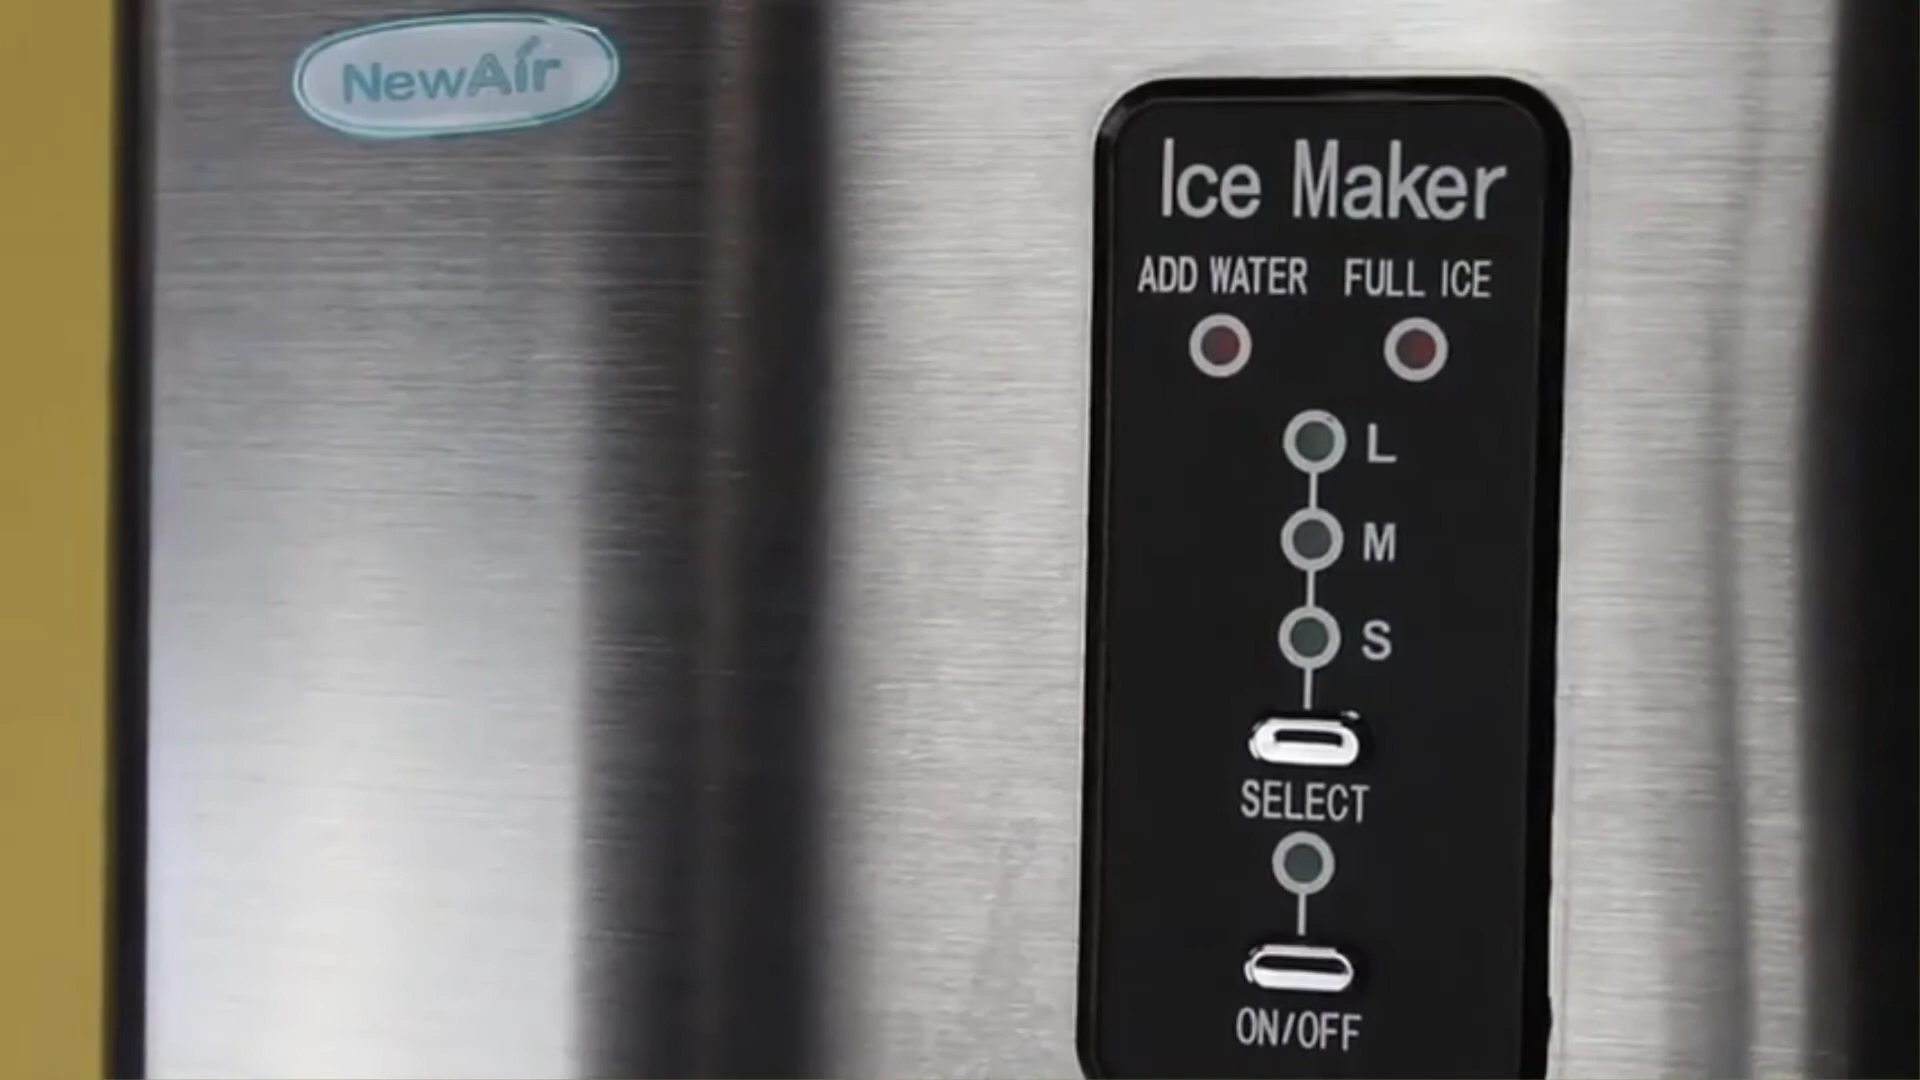 NewAir
Ice Maker
ADD WATER FULL ICE
L
M
S
SELECT
ON/OFF